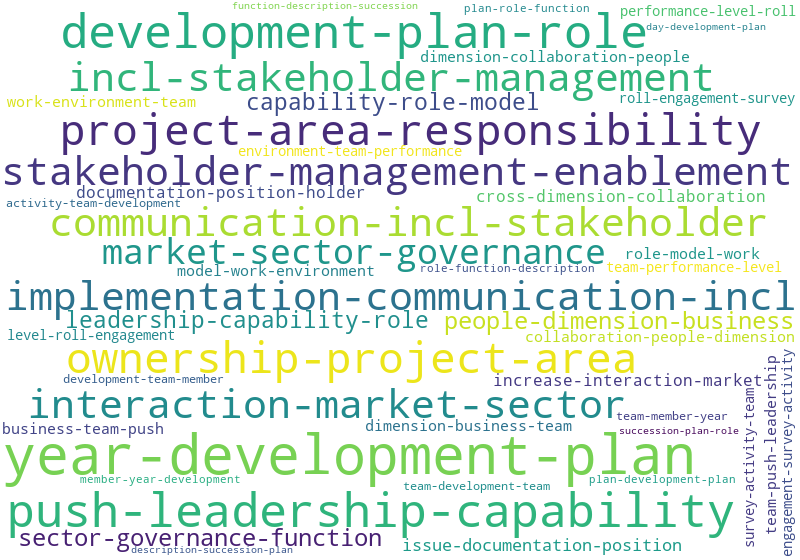 function-description-succession
plan-role-function
performance-level-roll
development-plan-role
day-development-plan
dimension-collaboration-people
incl-stakeholder-management
work-environment-team
capability-role-model
roll-engagement-survey
project-area-responsibility
environment-team-performance
stakeholder-management-enablement
documentation-position-holder
cross-dimension-collaboration
activity-team-development
communication-incl-stakeholder
market-sector-governance
role-model-work
model-work-environment
role-function-description
team-performance-level
implementation-communication-incl
leadership-capability-role
people-dimension-business
level-roll-engagement
collaboration-people-dimension
ownership-project-area
development-team-member
increase-interaction-market
interaction-market-sector
team-member-year
business-team-push
dimension-business-team
succession-plan-role
year-development-plan
member-year-development
team-development-team
plan-development-plan
push-leadership-capability
sector-governance-function
issue-documentation-position
description-succession-plan
survey-activity-team
team-push-leadership
engagement-survey-activity